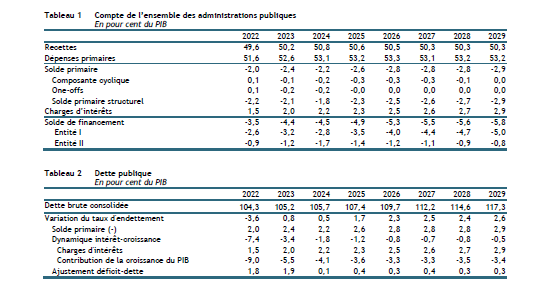 Tableau 1 Compte de l'ensemble des administrations publiques
En pour cent du PIB
2022 2023 2024 2025 2026 2027 2028 2029
Recettes 49,6 50,2 50,8 50,6 50,5 50,3 50,3 50,3
Dépenses primaires 51,6 52,6 53,1 53,2 53,3 53,1 53,2 53,2
Solde primaire -2,0 -2,4 -2,2 -2,6 -2,8 -2,8 -2,8 -2,9
Composante cyclique 0,1 -0,1 -0,2 -0,3 -0,3 -0,3 -0,1 0,0
One-offs 0,1 -0,2 -0,2 -0,0 0,0 0,0 0,0 0,0
Solde primaire structurel -2,2 -2,1 -1,8 -2,3 -2,5 -2,6 -2,7 -2,9
Charges d'intérêts 1,5 2,0 2,2 2,3 2,5 2,6 2,7 2,9
Solde de financement -3,5 -4,4 -4,5 -4,9 -5,3 -5,5 -5,6 -5,8
Entité I -2,6 -3,2 -2,8 -3,5 -4,0 -4,4 -4,7 -5,0
Entité II -0,9 -1,2 -1,7 -1,4 -1,2 -1,1 -0,9 -0,8
Tableau 2 Dette publique
En pour cent du PIB
2022 2023 2024 2025 2026 2027 2028 2029
Dette brute consolidée 104,3 105,2 105,7 107,4 109,7 112,2 114,6 117,3
Variation du taux d'endettement -3,6 0,8 0,5 1,7 2,3 2,5 2,4 2,6
Solde primaire (-) 2,0 2,4 2,2 2,6 2,8 2,8 2,8 2,9
Dynamique intérêt-croissance -7,4 -3,4 -1,8 -1,2 -0,8 -0,7 -0,8 -0,5
Charges d'intérêts 1,5 2,0 2,2 2,3 2,5 2,6 2,7 2,9
Contribution de la croissance du PIB -9,0 -5,5 -4,1 -3,6 -3,3 -3,3 -3,5 -3,4
Ajustement déficit-dette 1,8 1,9 0,1 0,4 0,3 0,4 0,3 0,3